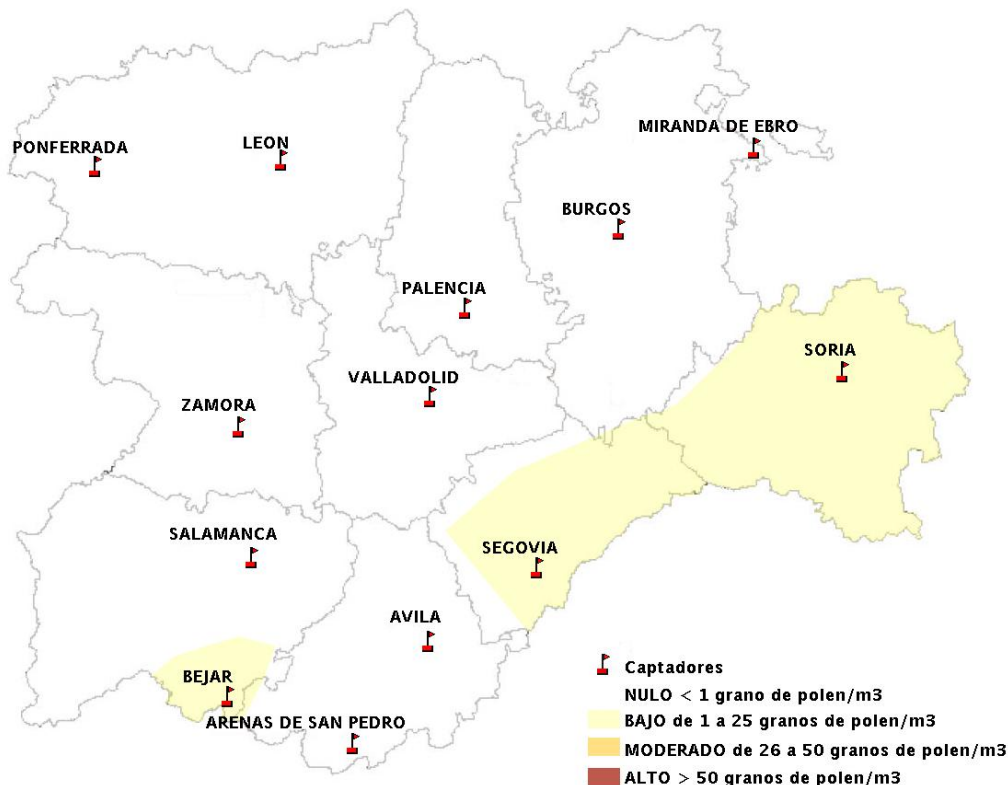 MIRANDA DE EBRO
PONFERRADA
LEON
BURGOS
PALENCIA
SORIA
VALLADOLID
ZAMORA
SALAMANCA
SEGOVIA
AVILA
BEJAR
ARENAS DE SAN PEDRO
Captadores
NULO < 1 grano de polen/m3
BAJO de 1 a 25 granos de polen/m3
MODERADO de 26 a 50 granos de polen/m3
ALTO > 50 granos de polen/m3